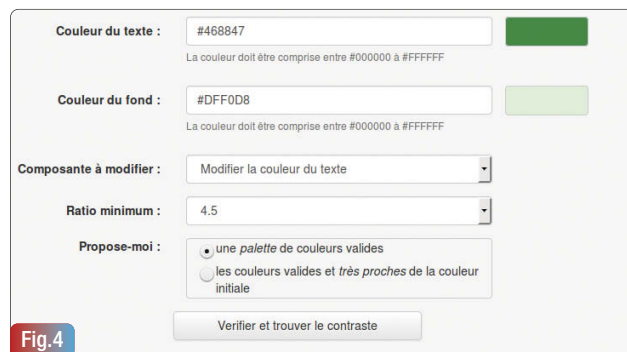 Couleur du texte : #468847
La couleur doit être comprise entre #000000 à #FFFFFF
Couleur du fond : #DFF0D8
La couleur doit être comprise entre #000000 à #FFFFFF
Composante à modifier : Modifier la couleur du texte
Ratio minimum : 4.5
Propose-moi : une palette de couleurs valides
les couleurs valides et très proches de la couleur
initiale
Verifier et trouver le contraste
Fig.4